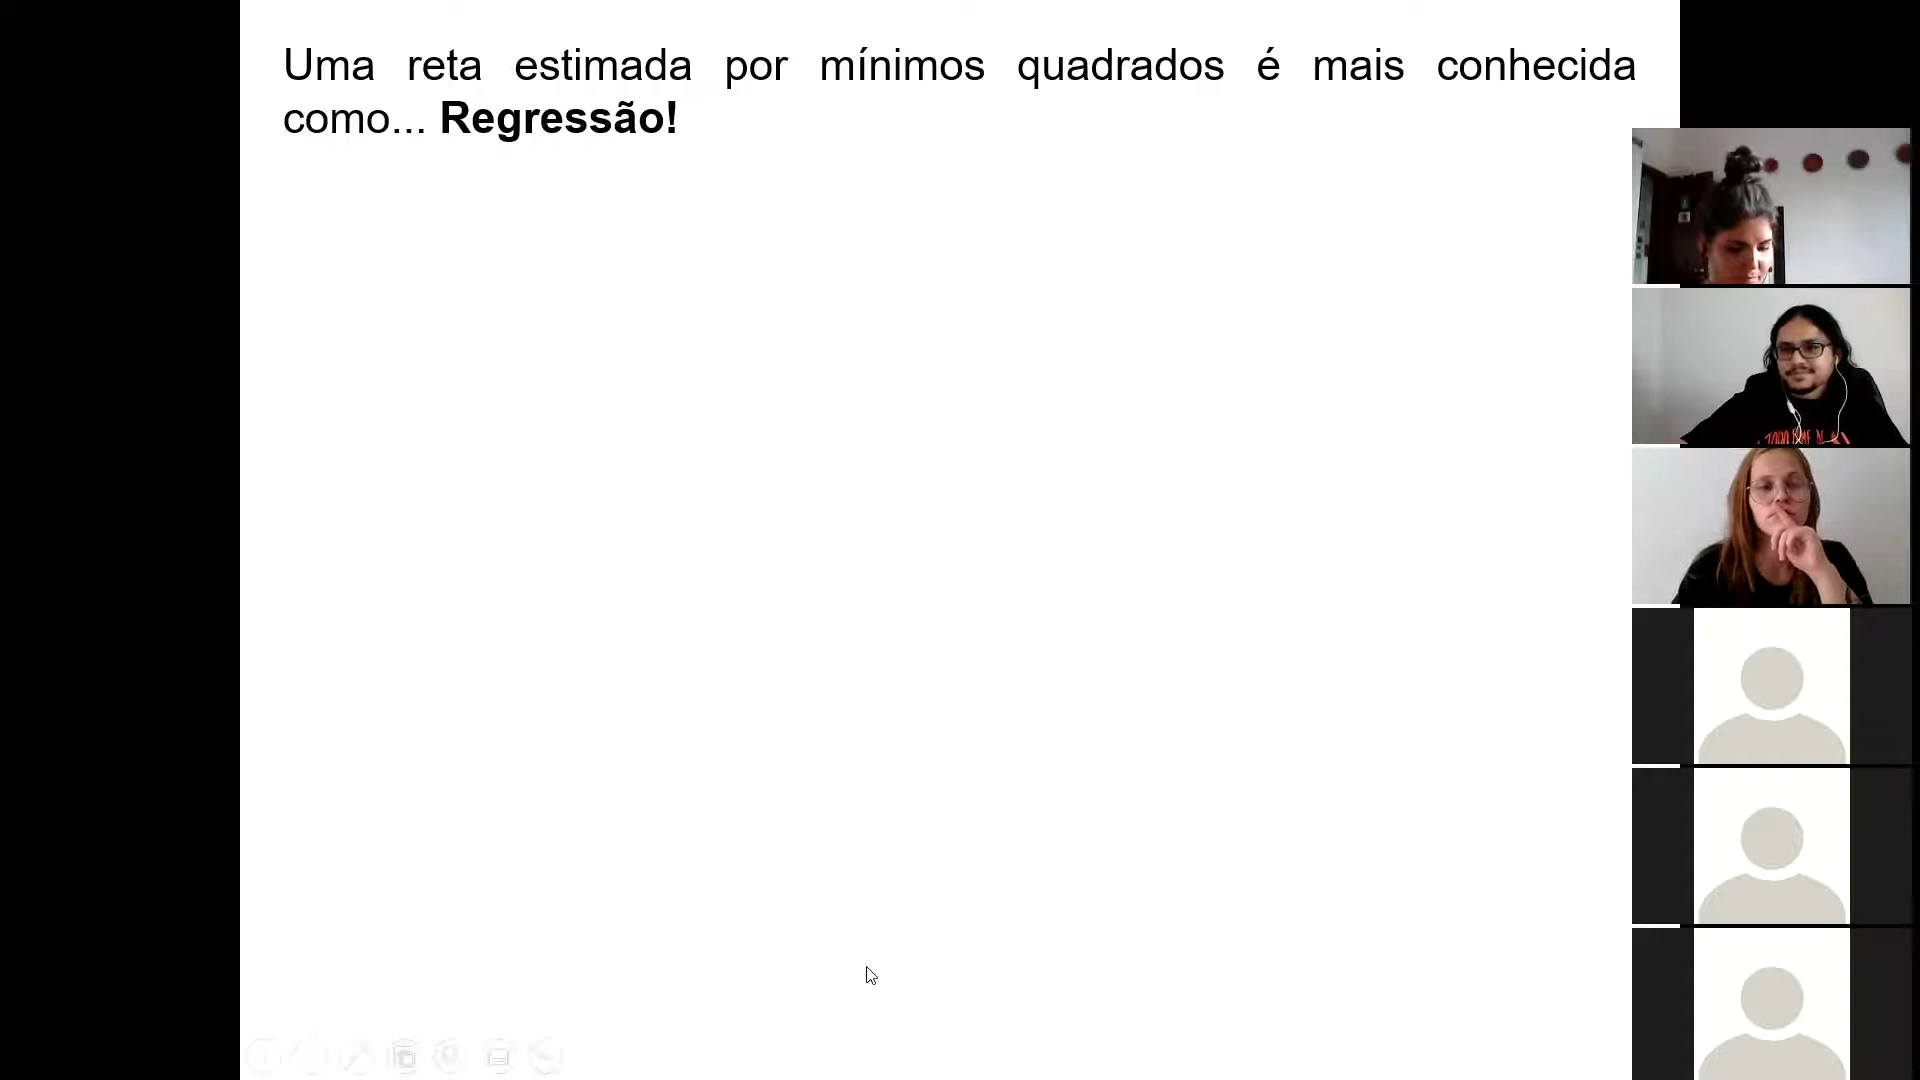 Uma reta estimada por mínimos quadrados é mais conhecida
como... Regressão!